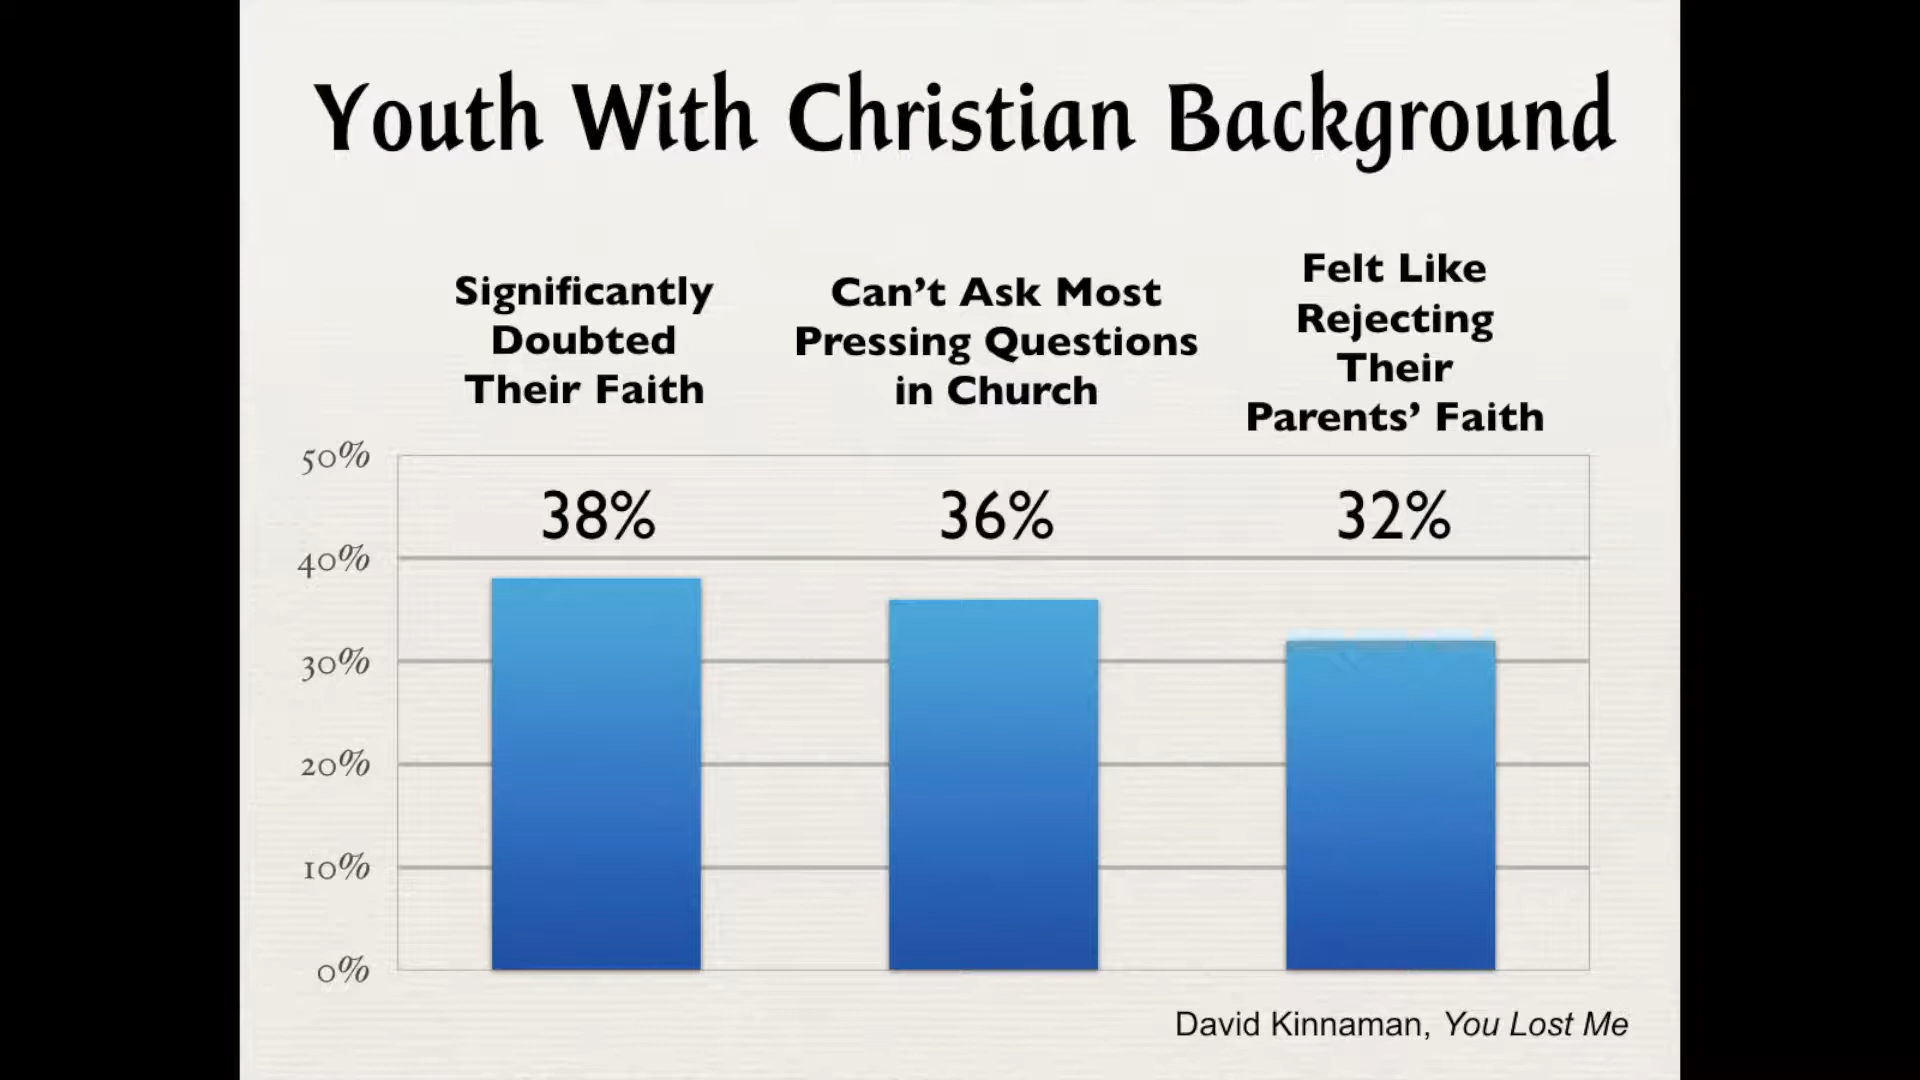 Youth With Christian Background
Significantly
Doubted
Their Faith
Can't Ask Most
Pressing Questions
in Church
Felt Like
Rejecting
Their
Parents' Faith
50%
40%
30%
20%
10%
0%
38%
36%
32%
David Kinnaman, You Lost Me